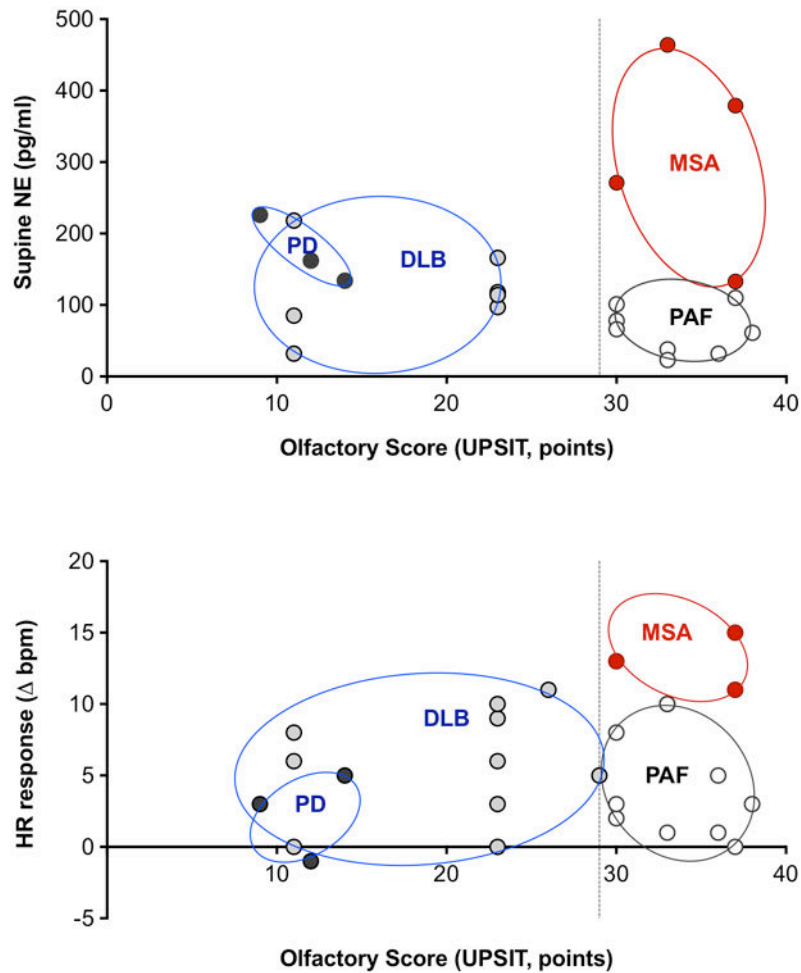 500
400
300
200
100
0
Supine NE (pg/ml)
MSA
PD
DLB
PAF
0
10
20
30
40
Olfactory Score (UPSIT, points)
20
15
10
5
0
-5
HR response (Δ bpm)
MSA
DLB
PAF
PD
10
20
30
40
Olfactory Score (UPSIT, points)